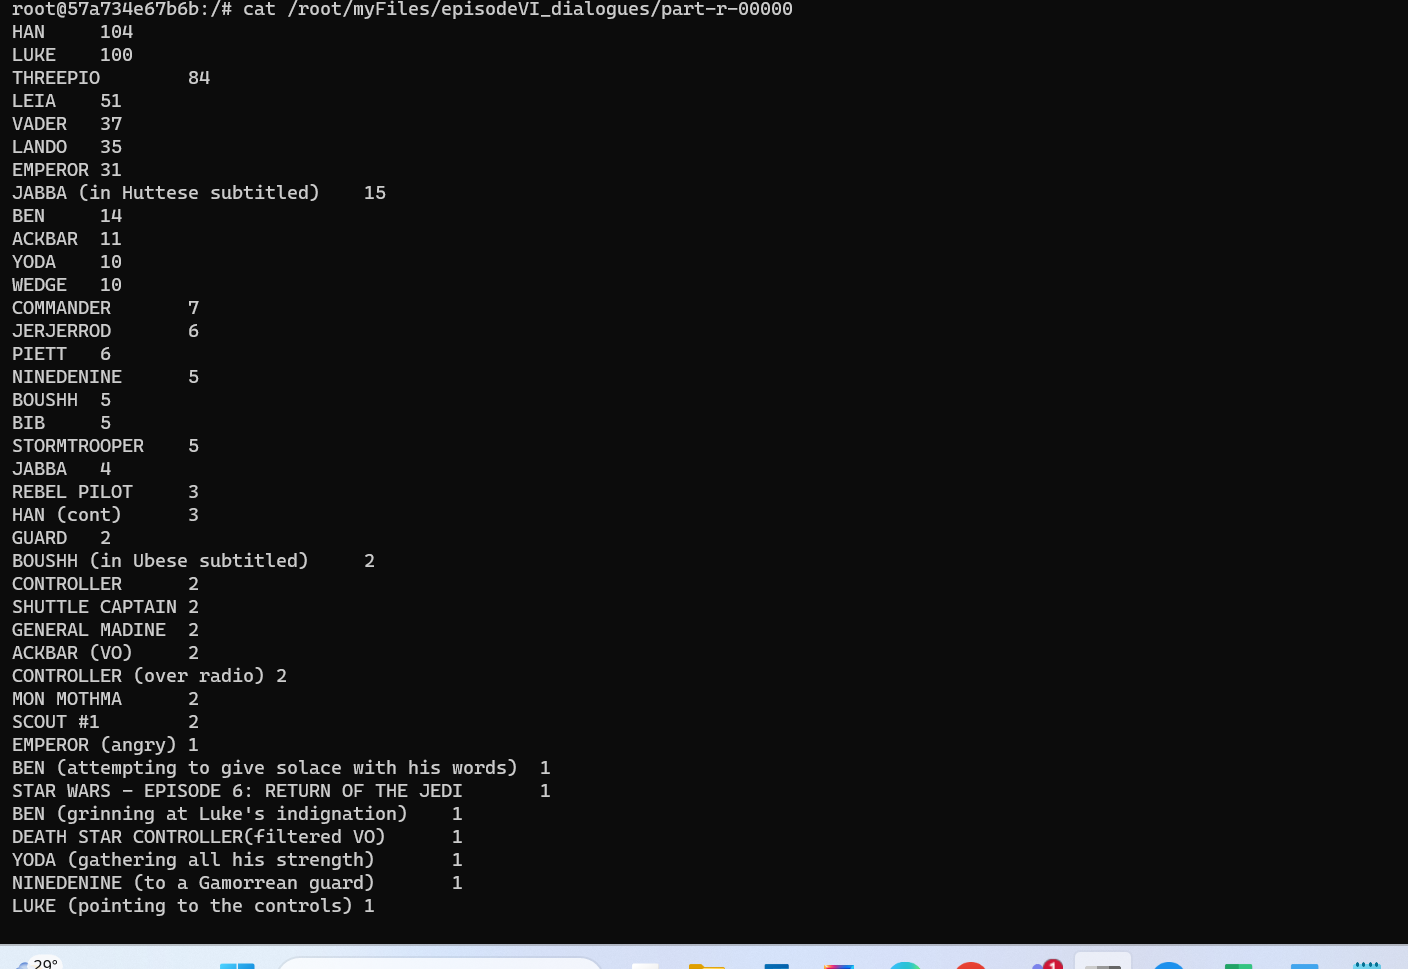 root@57a734e67b6b:/# cat /root/myFiles/episodeVI_dialogues/part-r-00000
HAN 104
LUKE 100
THREEPIO 84
LEIA 51
VADER 37
LANDO 35
EMPEROR 31
JABBA (in Huttese subtitled) 15
BEN 14
ACKBAR 11
YODA 10
WEDGE 10
COMMANDER 7
JERJERROD 6
PIETT 6
NINEDENINE 5
BOUSHH 5
BIB 5
STORMTROOPER 5
JABBA 4
REBEL PILOT 3
HAN (cont) 3
GUARD 2
BOUSHH (in Ubese subtitled) 2
CONTROLLER 2
SHUTTLE CAPTAIN 2
GENERAL MADINE 2
ACKBAR (VO) 2
CONTROLLER (over radio) 2
MON MOTHMA 2
SCOUT #1 2
EMPEROR (angry) 1
BEN (attempting to give solace with his words) 1
STAR WARS - EPISODE 6: RETURN OF THE JEDI 1
BEN (grinning at Luke's indignation) 1
DEATH STAR CONTROLLER(filtered VO) 1
YODA (gathering all his strength) 1
NINEDENINE (to a Gamorrean guard) 1
LUKE (pointing to the controls) 1
29°
1